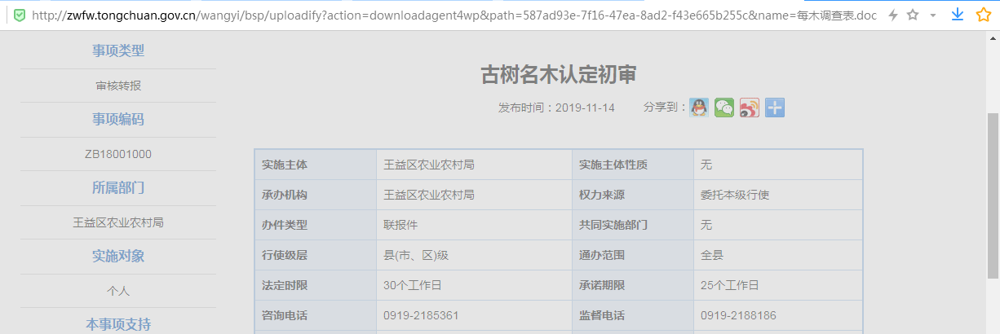 http://zwfw.tongchuan.gov.cn/wangyi/bsp/uploadify?action=downloadagent4wp&path=587ad93e-7f16-47ea-8ad2-f43e665b255c&name=每木调查表.doc
事项类型
审核转报
事项编码
ZB18001000
所属部门
王益区农业农村局
实施对象
个人
本事项支持
古树名木认定初审
发布时间：2019-11-14 分享到：
实施主体 王益区农业农村局 实施主体性质 无
承办机构 王益区农业农村局 权力来源 委托本级行使
办件类型 联报件 共同实施部门 无
行使级层 县(市、区)级 通办范围 全县
法定时限 30个工作日 承诺期限 25个工作日
咨询电话 0919-2185361 监督电话 0919-2188186